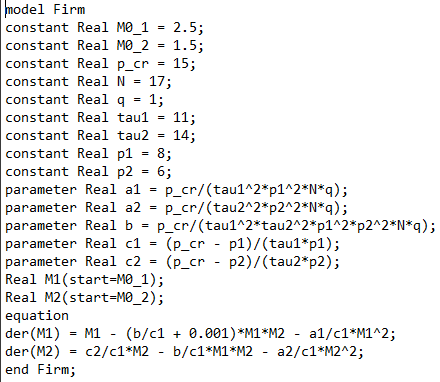 model Firm
constant Real M0_1 = 2.5;
constant Real M0_2 = 1.5;
constant Real p_cr = 15;
constant Real N = 17;
constant Real q = 1;
constant Real tau1 = 11;
constant Real tau2 = 14;
constant Real p1 = 8;
constant Real p2 = 6;
parameter Real a1 = p_cr/(tau1^2*p1^2*N*q);
parameter Real a2 = p_cr/(tau2^2*p2^2*N*q);
parameter Real b = p_cr/(tau1^2*tau2^2*p1^2*p2^2*N*q);
parameter Real c1 = (p_cr - p1)/(tau1*p1);
parameter Real c2 = (p_cr - p2)/(tau2*p2);
Real M1(start=M0_1);
Real M2(start=M0_2);
equation
der(M1) = M1 - (b/c1 + 0.001)*M1*M2 - a1/c1*M1^2;
der(M2) = c2/c1*M2 - b/c1*M1*M2 - a2/c1*M2^2;
end Firm;